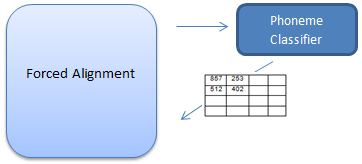 Phoneme
Classifier
Forced Alignment
857 253
512 402